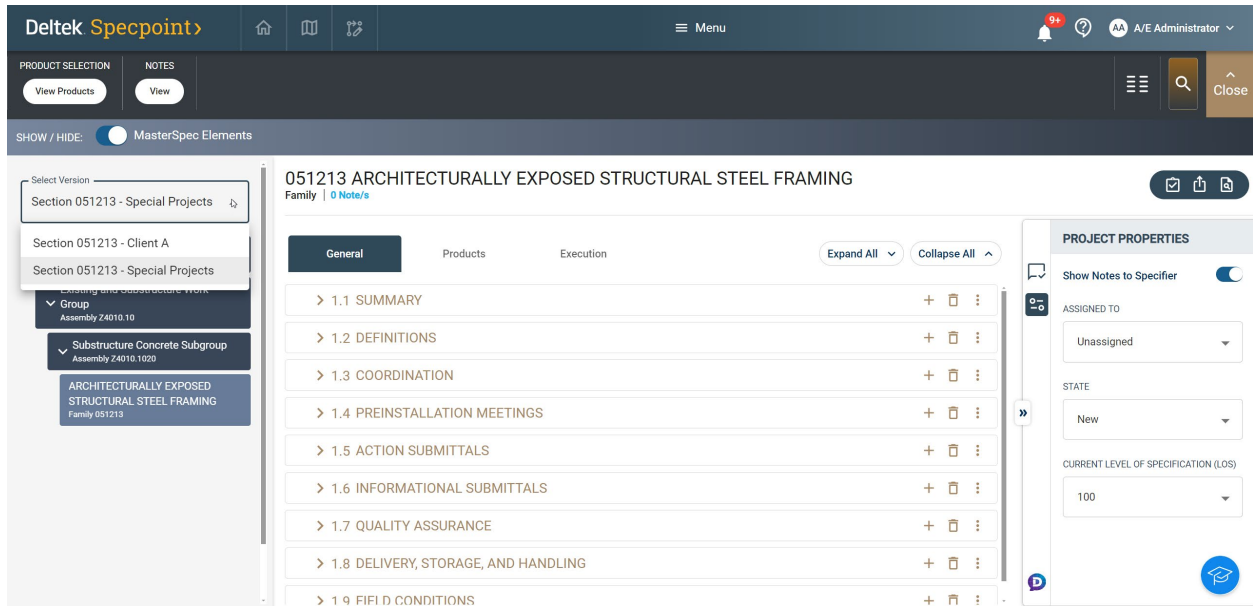 Deltek. Specpoint>
Menu
9+
AA A/E Administrator
PRODUCT SELECTION
NOTES
View Products
View
Close
SHOW / HIDE:
MasterSpec Elements
Select Version
Section 051213 - Special Projects
Section 051213 - Client A
Section 051213 - Special Projects
Existing and Substructure Work
Group
Assembly Z4010.10
Substructure Concrete Subgroup
Assembly Z4010.1020
ARCHITECTURALLY EXPOSED
STRUCTURAL STEEL FRAMING
Family 051213
051213 ARCHITECTURALLY EXPOSED STRUCTURAL STEEL FRAMING
Family | 0 Note/s
General
Products
Execution
Expand All
Collapse All
1.1 SUMMARY
1.2 DEFINITIONS
1.3 COORDINATION
1.4 PREINSTALLATION MEETINGS
1.5 ACTION SUBMITTALS
1.6 INFORMATIONAL SUBMITTALS
1.7 QUALITY ASSURANCE
1.8 DELIVERY, STORAGE, AND HANDLING
1.9 FIELD CONDITIONS
PROJECT PROPERTIES
Show Notes to Specifier
ASSIGNED TO
Unassigned
STATE
New
CURRENT LEVEL OF SPECIFICATION (LOS)
100